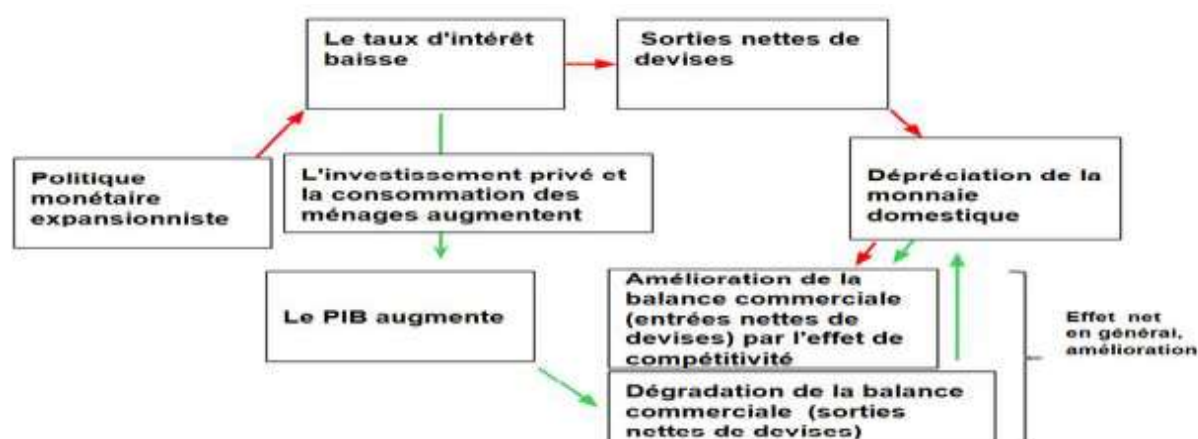 Le taux d'intérêt
baisse
Sorties nettes de
devises
Politique
monétaire
expansionniste
L'investissement privé et
la consommation des
ménages augmentent
Dépréciation de la
monnaie
domestique
Le PIB augmente
Amélioration de la
balance commerciale
(entrées nettes de
devises) par l'effet de
compétitivité
Dégradation de la balance
commerciale (sorties
nettes de devises)
Effet net
en général,
amélioration